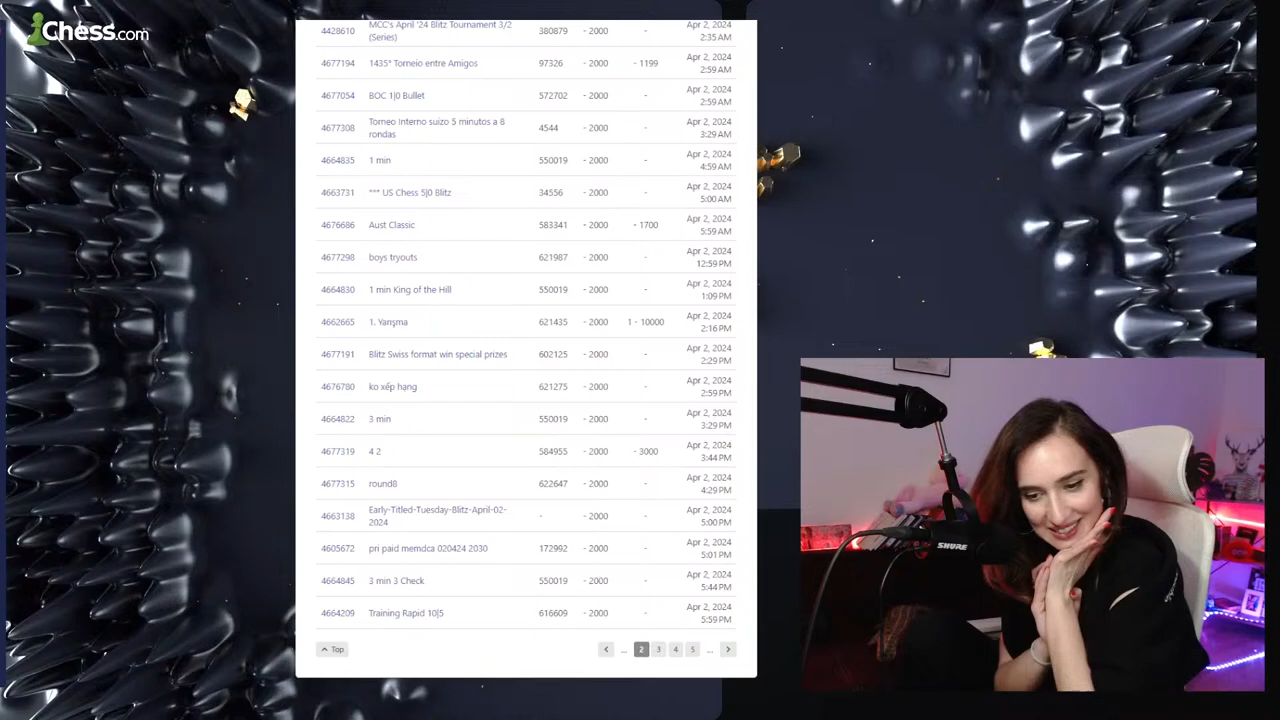 Chess.com
4428610 MCC's April '24 Blitz Tournament 3/2 (Series) 380879 - 2000 - Apr 2, 2024 2:35 AM
4677194 1435° Torneio entre Amigos 97326 - 2000 - 1199 Apr 2, 2024 2:59 AM
4677054 BOC 1|0 Bullet 572702 - 2000 - Apr 2, 2024 2:59 AM
4677308 Torneo Interno suizo 5 minutos a 8 rondas 4544 - 2000 - Apr 2, 2024 3:29 AM
4664835 1 min 550019 - 2000 - Apr 2, 2024 4:59 AM
4663731 *** US Chess 5|0 Blitz 34556 - 2000 - Apr 2, 2024 5:00 AM
4676686 Aust Classic 583341 - 2000 - 1700 Apr 2, 2024 5:59 AM
4677298 boys tryouts 621987 - 2000 - Apr 2, 2024 12:59 PM
4664830 1 min King of the Hill 550019 - 2000 - Apr 2, 2024 1:09 PM
4662665 1. Yarışma 621435 - 2000 1 - 10000 Apr 2, 2024 2:16 PM
4677191 Blitz Swiss format win special prizes 602125 - 2000 - Apr 2, 2024 2:29 PM
4676780 ko xếp hạng 621275 - 2000 - Apr 2, 2024 2:59 PM
4664822 3 min 550019 - 2000 - Apr 2, 2024 3:29 PM
4677319 4 2 584955 - 2000 - 3000 Apr 2, 2024 3:44 PM
4677315 round8 622647 - 2000 - Apr 2, 2024 4:29 PM
4663138 Early-Titled-Tuesday-Blitz-April-02-2024 - - 2000 - Apr 2, 2024 5:00 PM
4605672 pri paid memdca 020424 2030 172992 - 2000 - Apr 2, 2024 5:01 PM
4664845 3 min 3 Check 550019 - 2000 - Apr 2, 2024 5:44 PM
4664209 Training Rapid 10|5 616609 - 2000 - Apr 2, 2024 5:59 PM
Top ... 2 3 4 5 ...
SHURE